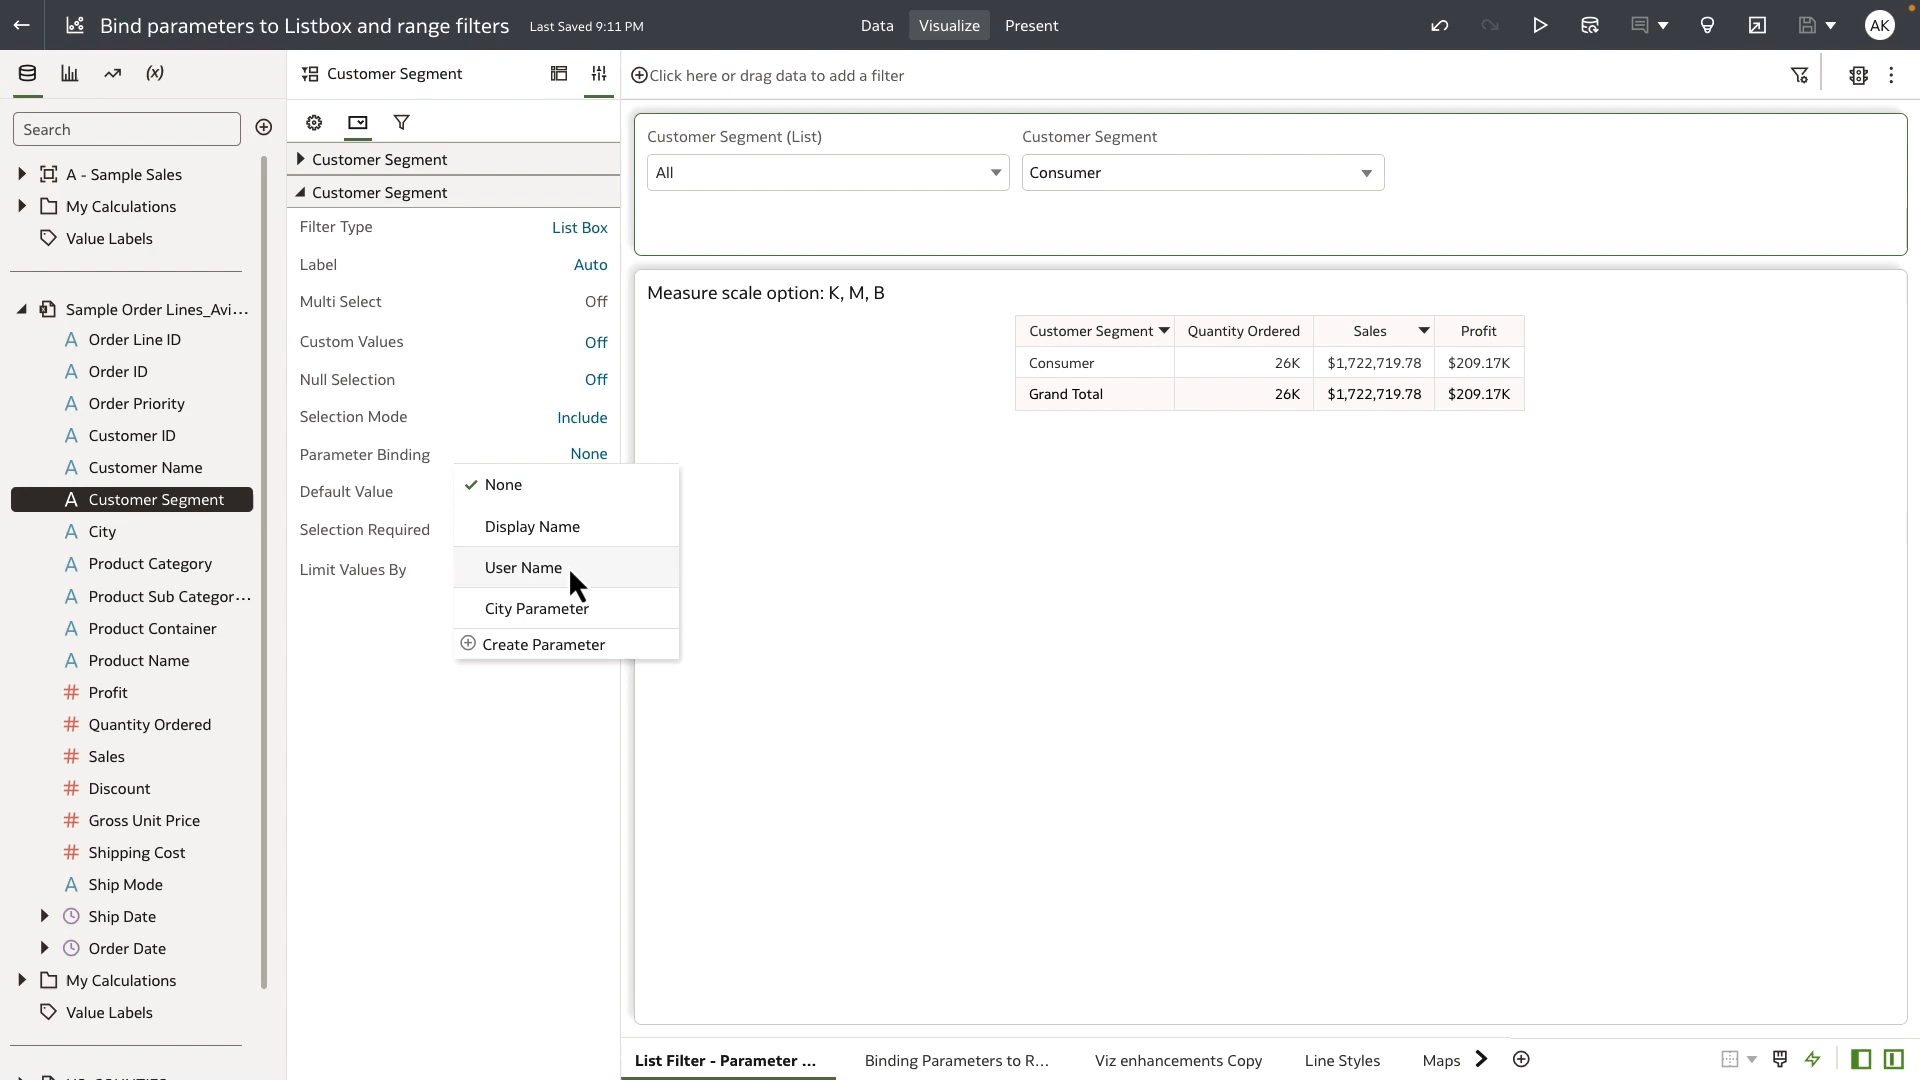 Bind parameters to Listbox and range filters
Last Saved 9:11 PM
Data
Visualize
Present
AK
(x)
Search
A - Sample Sales
My Calculations
Value Labels
Sample Order Lines_Avi...
Order Line ID
Order ID
Order Priority
Customer ID
Customer Name
Customer Segment
City
Product Category
Product Sub Categor...
Product Container
Product Name
Profit
Quantity Ordered
Sales
Discount
Gross Unit Price
Shipping Cost
Ship Mode
Ship Date
Order Date
My Calculations
Value Labels
Customer Segment
Customer Segment
Customer Segment
Filter Type List Box
Label Auto
Multi Select Off
Custom Values Off
Null Selection Off
Selection Mode Include
Parameter Binding None
Default Value
Selection Required
Limit Values By
None
Display Name
User Name
City Parameter
Create Parameter
Click here or drag data to add a filter
Customer Segment (List) Customer Segment
All Consumer
Measure scale option: K, M, B
Customer Segment Quantity Ordered Sales Profit
Consumer 26K $1,722,719.78 $209.17K
Grand Total 26K $1,722,719.78 $209.17K
List Filter - Parameter ...
Binding Parameters to R...
Viz enhancements Copy
Line Styles
Maps